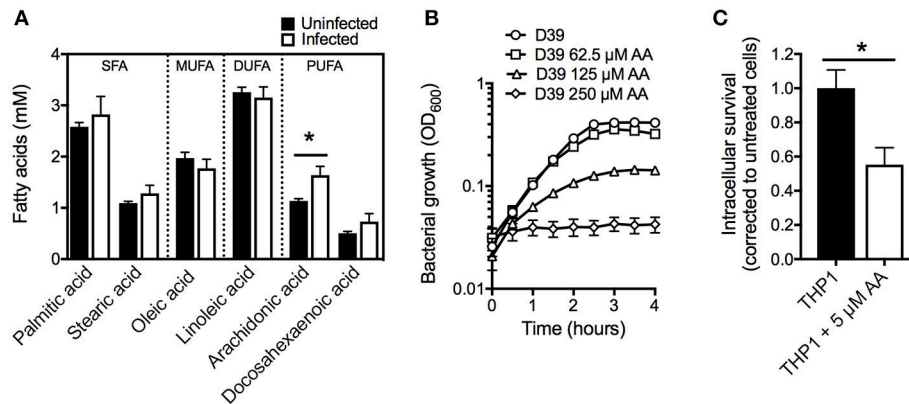 A
Uninfected
Infected
SFA
MUFA
DUFA
PUFA
Fatty acids (mM)
4
3
2
1
0
*
Palmitic acid
Stearic acid
Oleic acid
Linoleic acid
Arachidonic acid
Docosahexaenoic acid
B
D39
D39 62.5 µM AA
D39 125 µM AA
D39 250 µM AA
Bacterial growth (OD600)
1
0.1
0.01
0
1
2
3
4
Time (hours)
C
*
Intracellular survival
(corrected to untreated cells)
1.2
1.0
0.8
0.6
0.4
0.2
0.0
THP1
THP1 + 5 µM AA